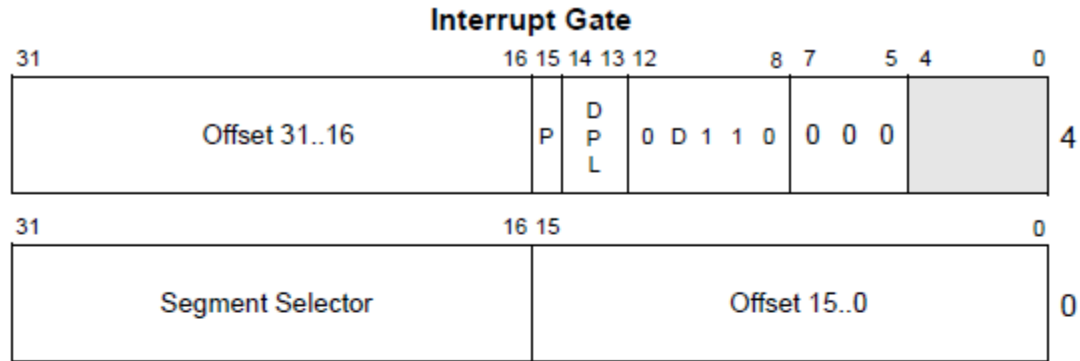 Interrupt Gate
31 16 15 14 13 12 8 7 5 4 0
Offset 31..16 P D P L 0 D 1 1 0 0 0 0 4
31 16 15 0
Segment Selector Offset 15..0 0